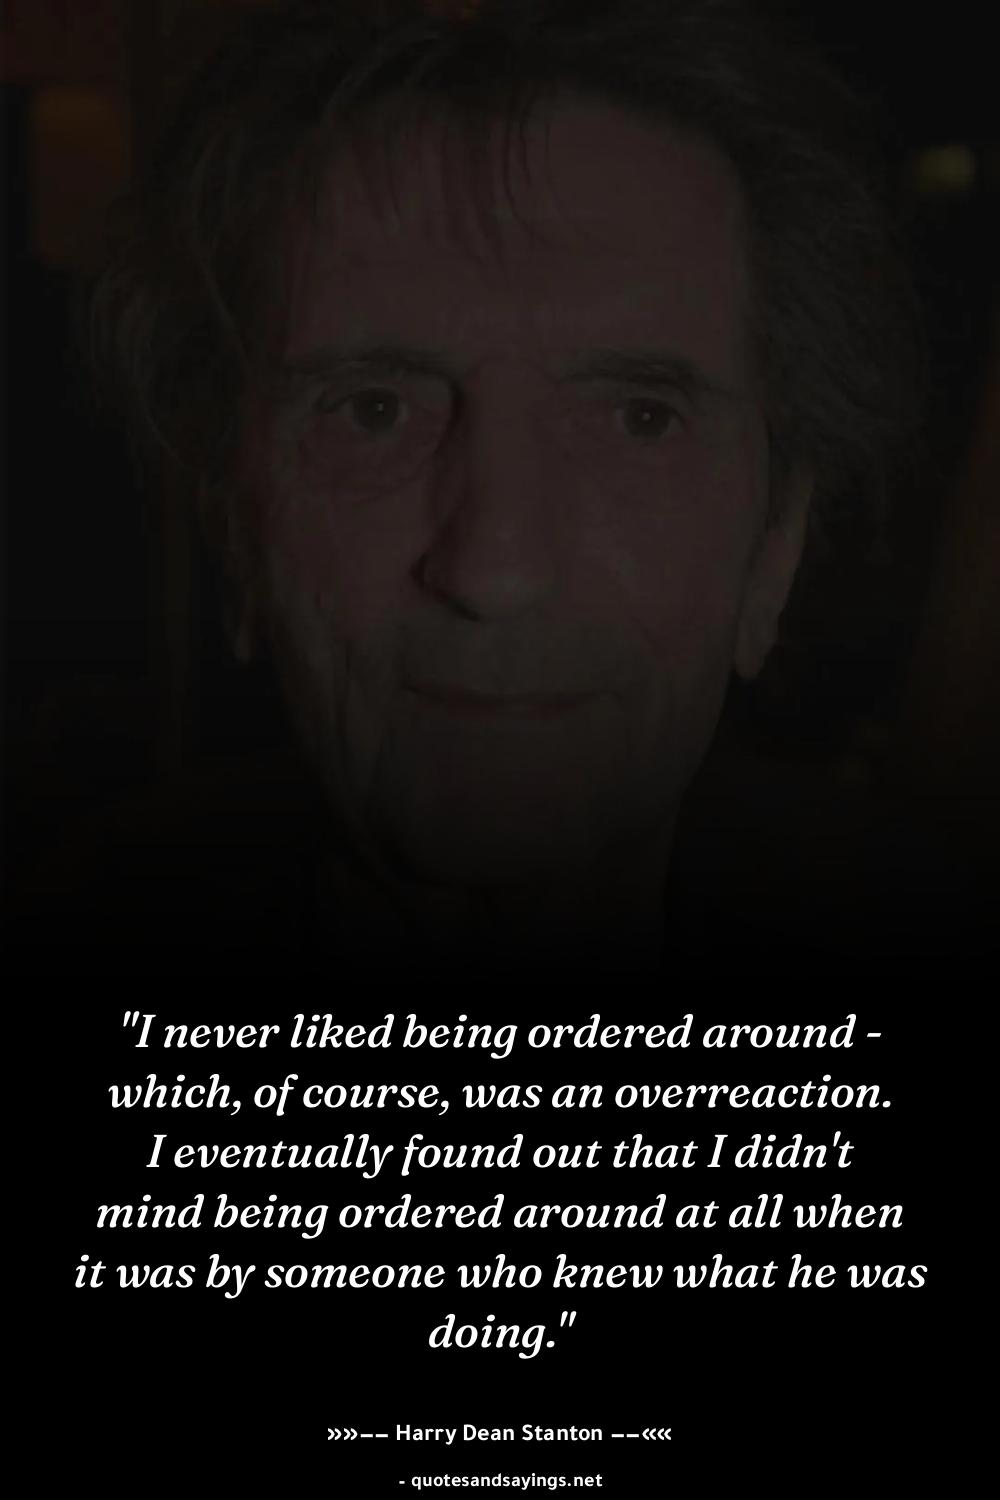 "I never liked being ordered around -
which, of course, was an overreaction.
I eventually found out that I didn't
mind being ordered around at all when
it was by someone who knew what he was
doing."
»»−− Harry Dean Stanton −−««
- quotesandsayings.net